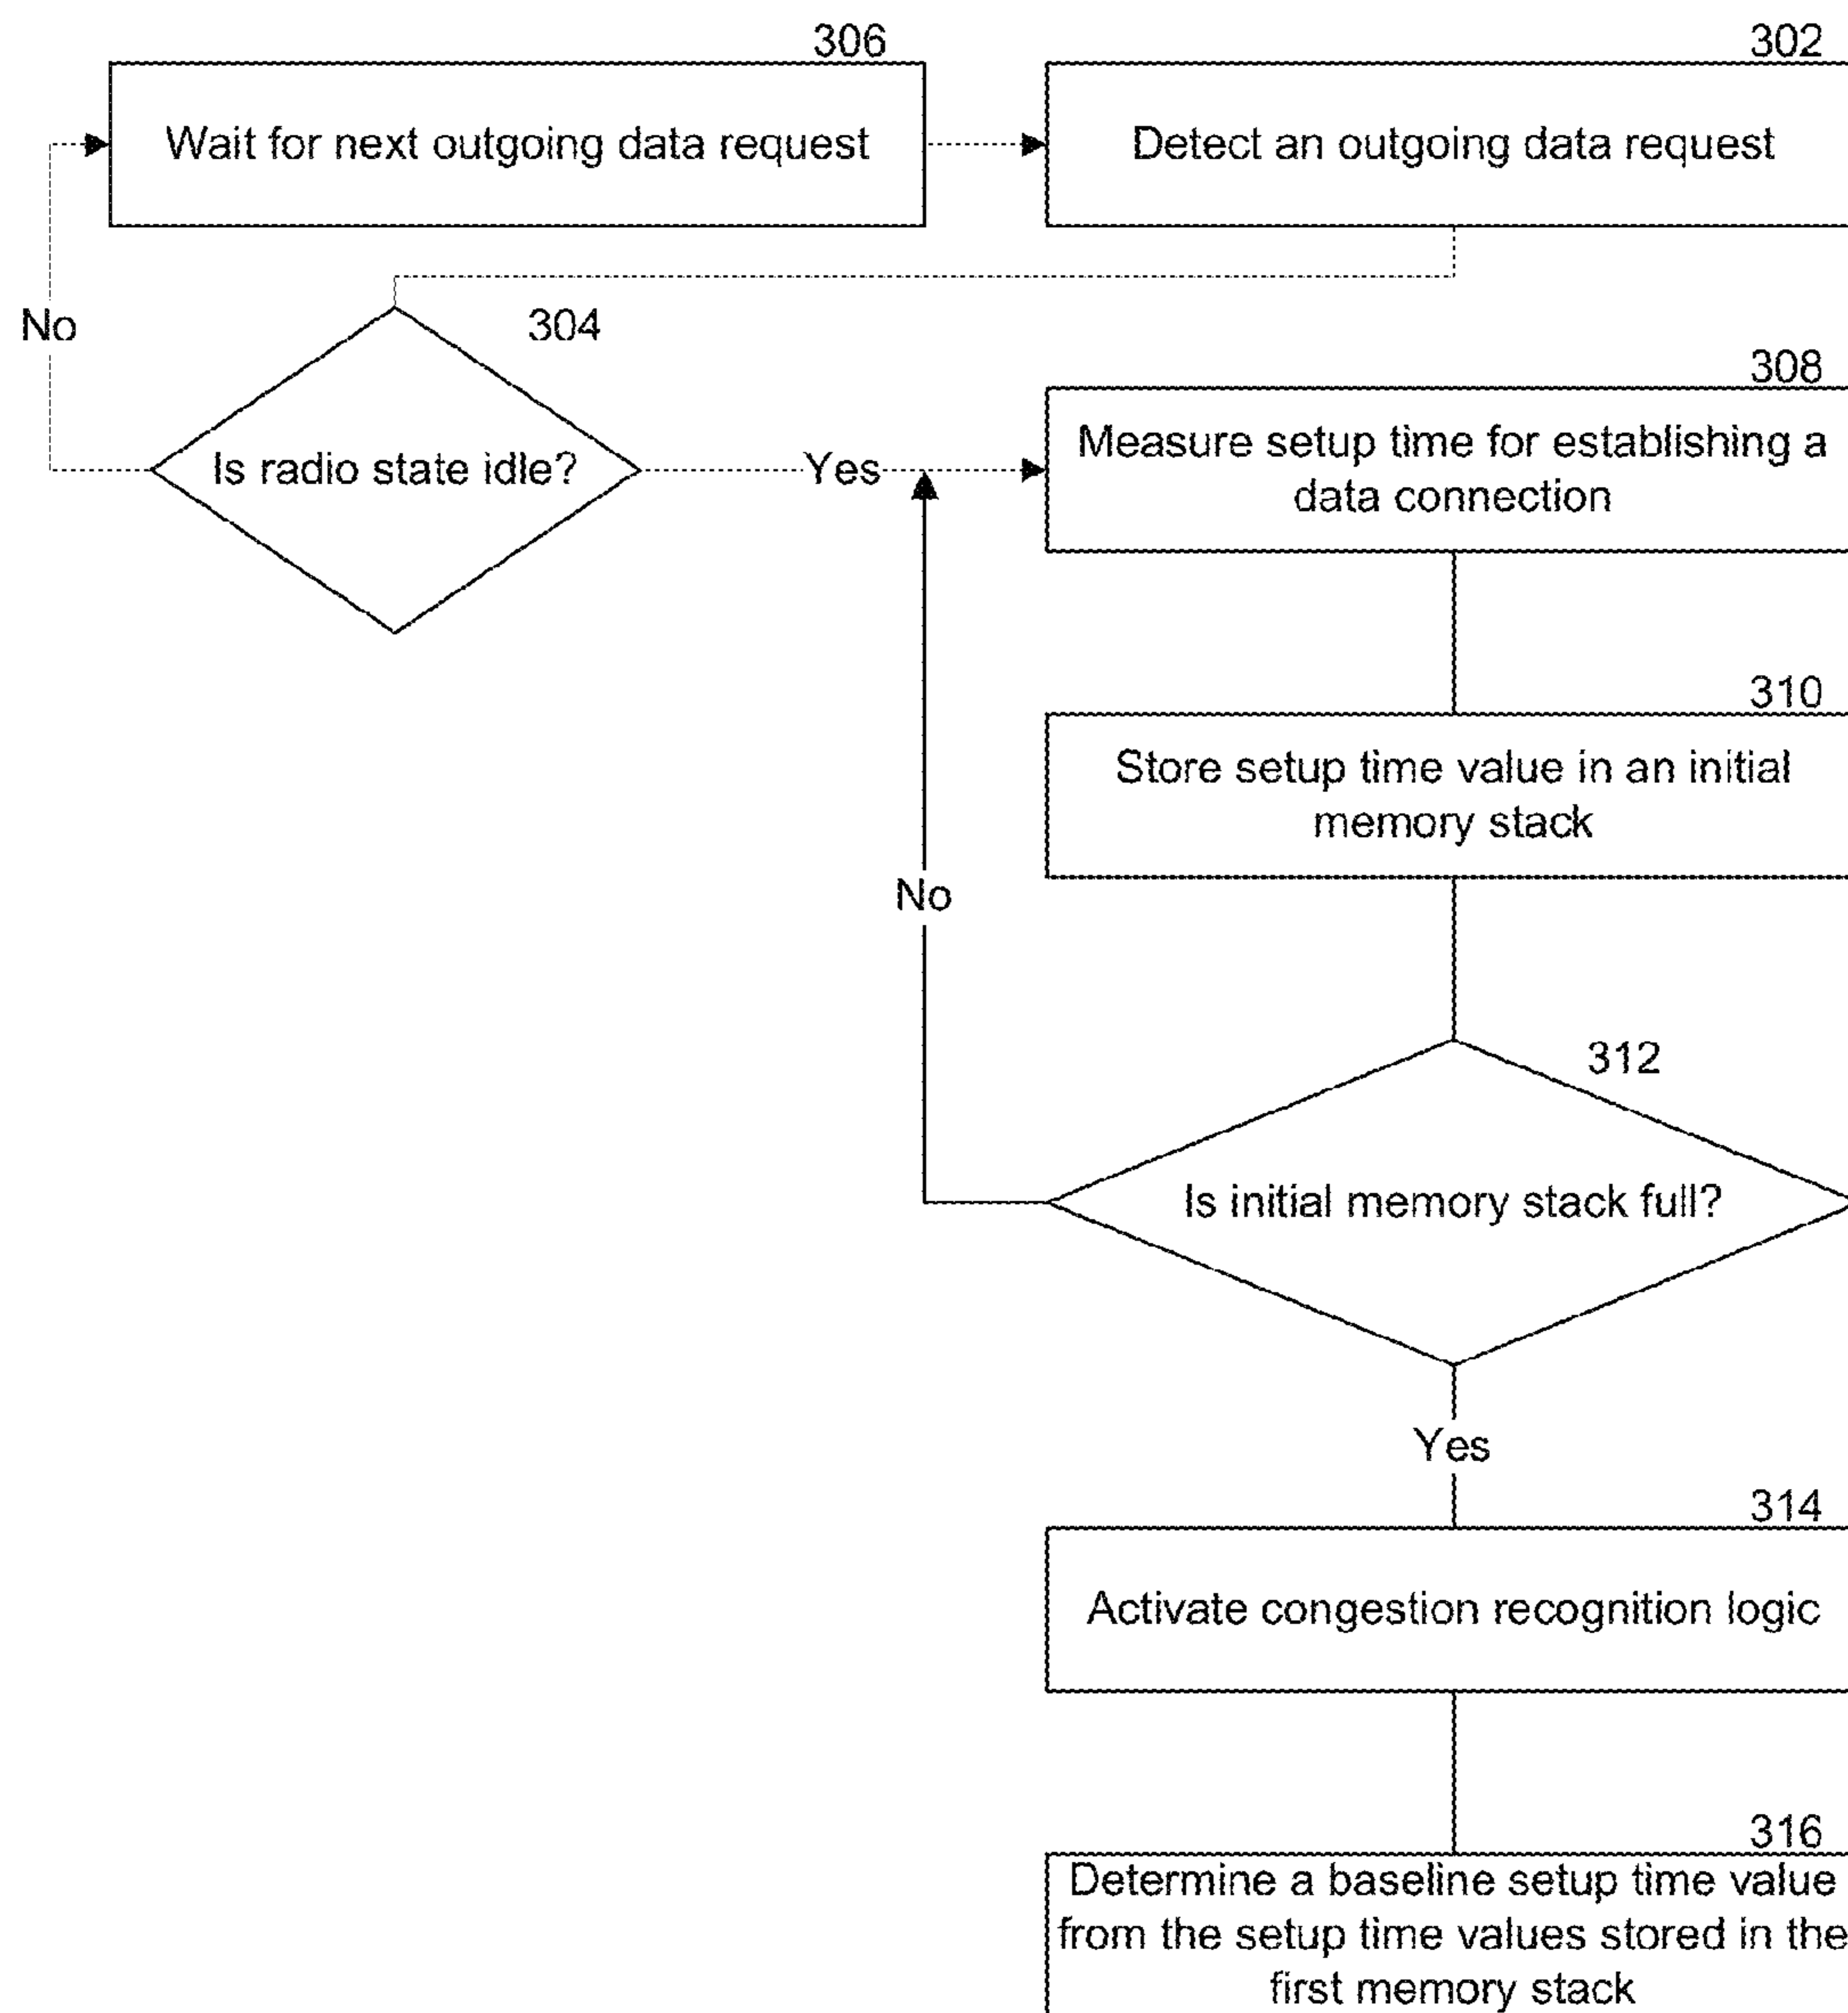 306
Wait for next outgoing data request
302
Detect an outgoing data request
No
304
Is radio state idle?
Yes
308
Measure setup time for establishing a
data connection
310
Store setup time value in an initial
memory stack
No
312
Is initial memory stack full?
Yes
314
Activate congestion recognition logic
316
Determine a baseline setup time value
from the setup time values stored in the
first memory stack